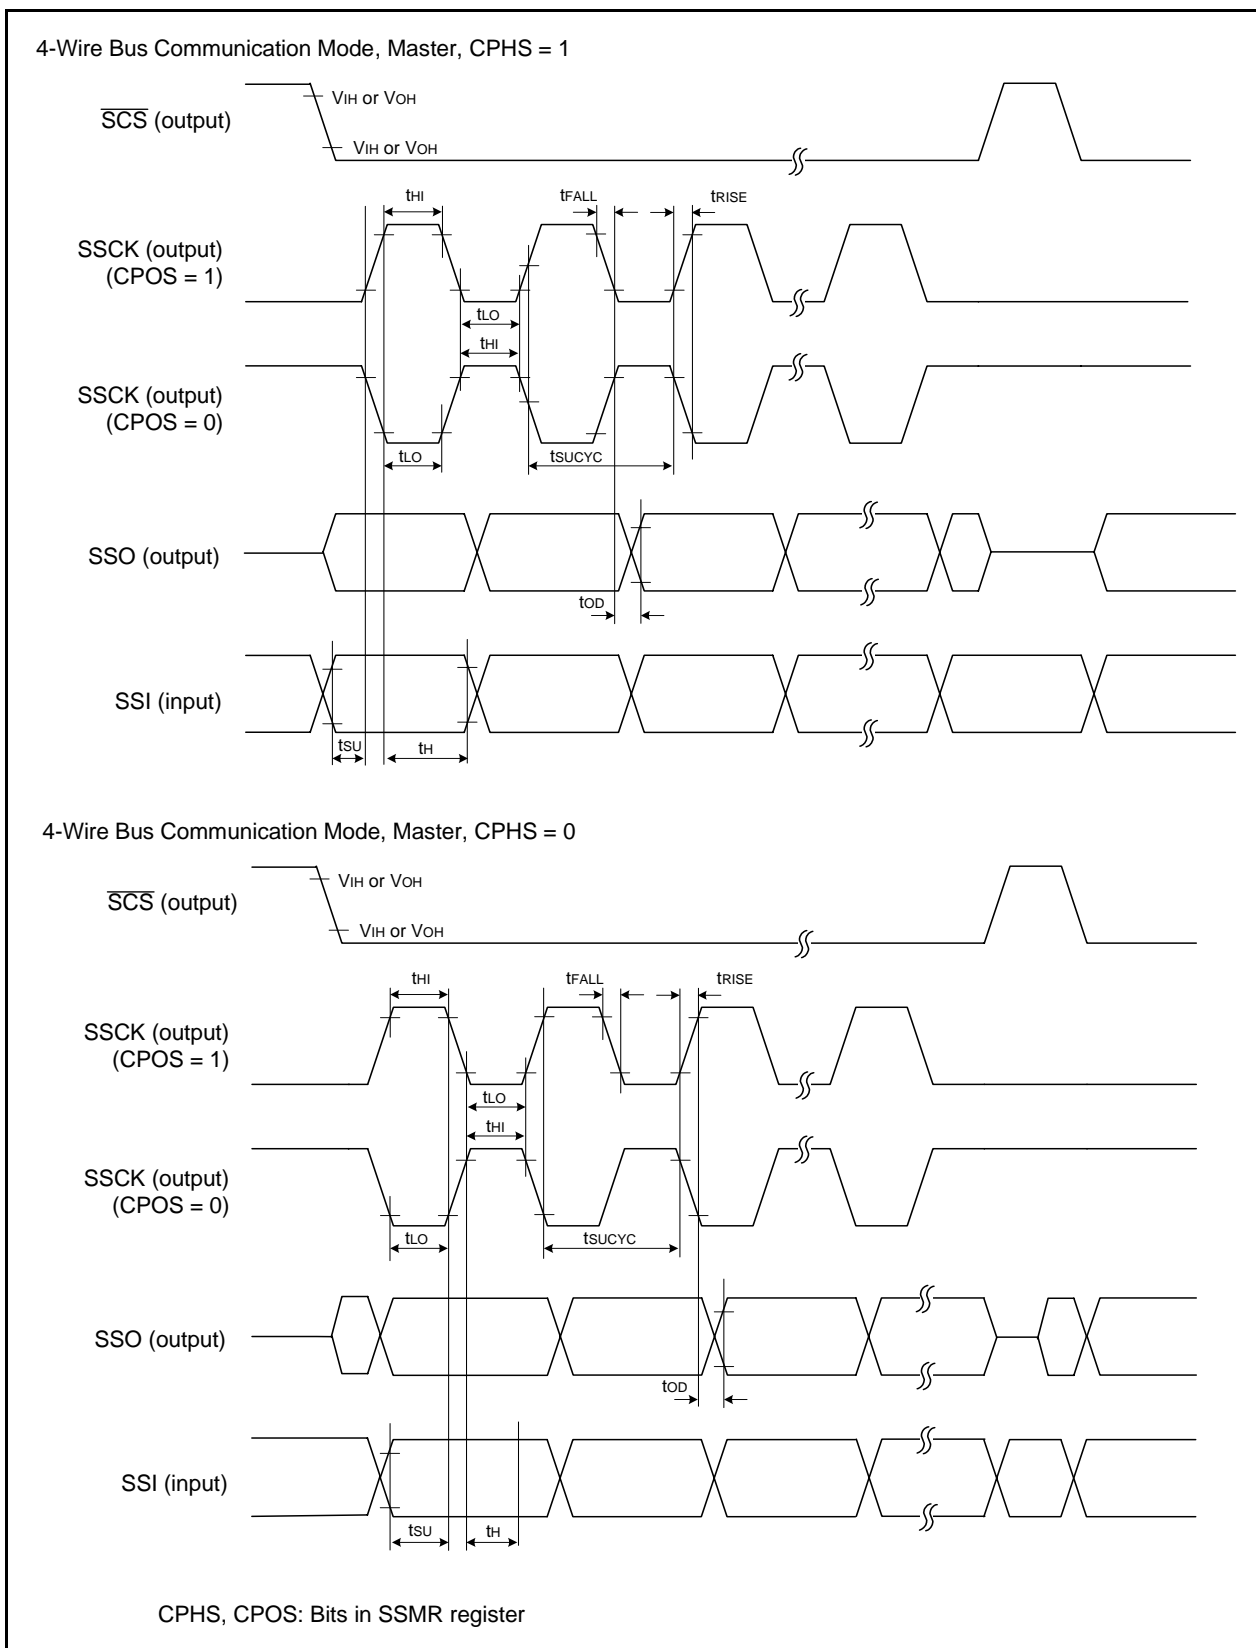 4-Wire Bus Communication Mode, Master, CPHS = 1
SCS (output)
VIH or VOH
VIH or VOH
tHI
tFALL
tRISE
SSCK (output)
(CPOS = 1)
tLO
tHI
SSCK (output)
(CPOS = 0)
tLO
tSUCYC
SSO (output)
tOD
SSI (input)
tSU
tH
4-Wire Bus Communication Mode, Master, CPHS = 0
SCS (output)
VIH or VOH
VIH or VOH
tHI
tFALL
tRISE
SSCK (output)
(CPOS = 1)
tLO
tHI
SSCK (output)
(CPOS = 0)
tLO
tSUCYC
SSO (output)
tOD
SSI (input)
tSU
tH
CPHS, CPOS: Bits in SSMR register